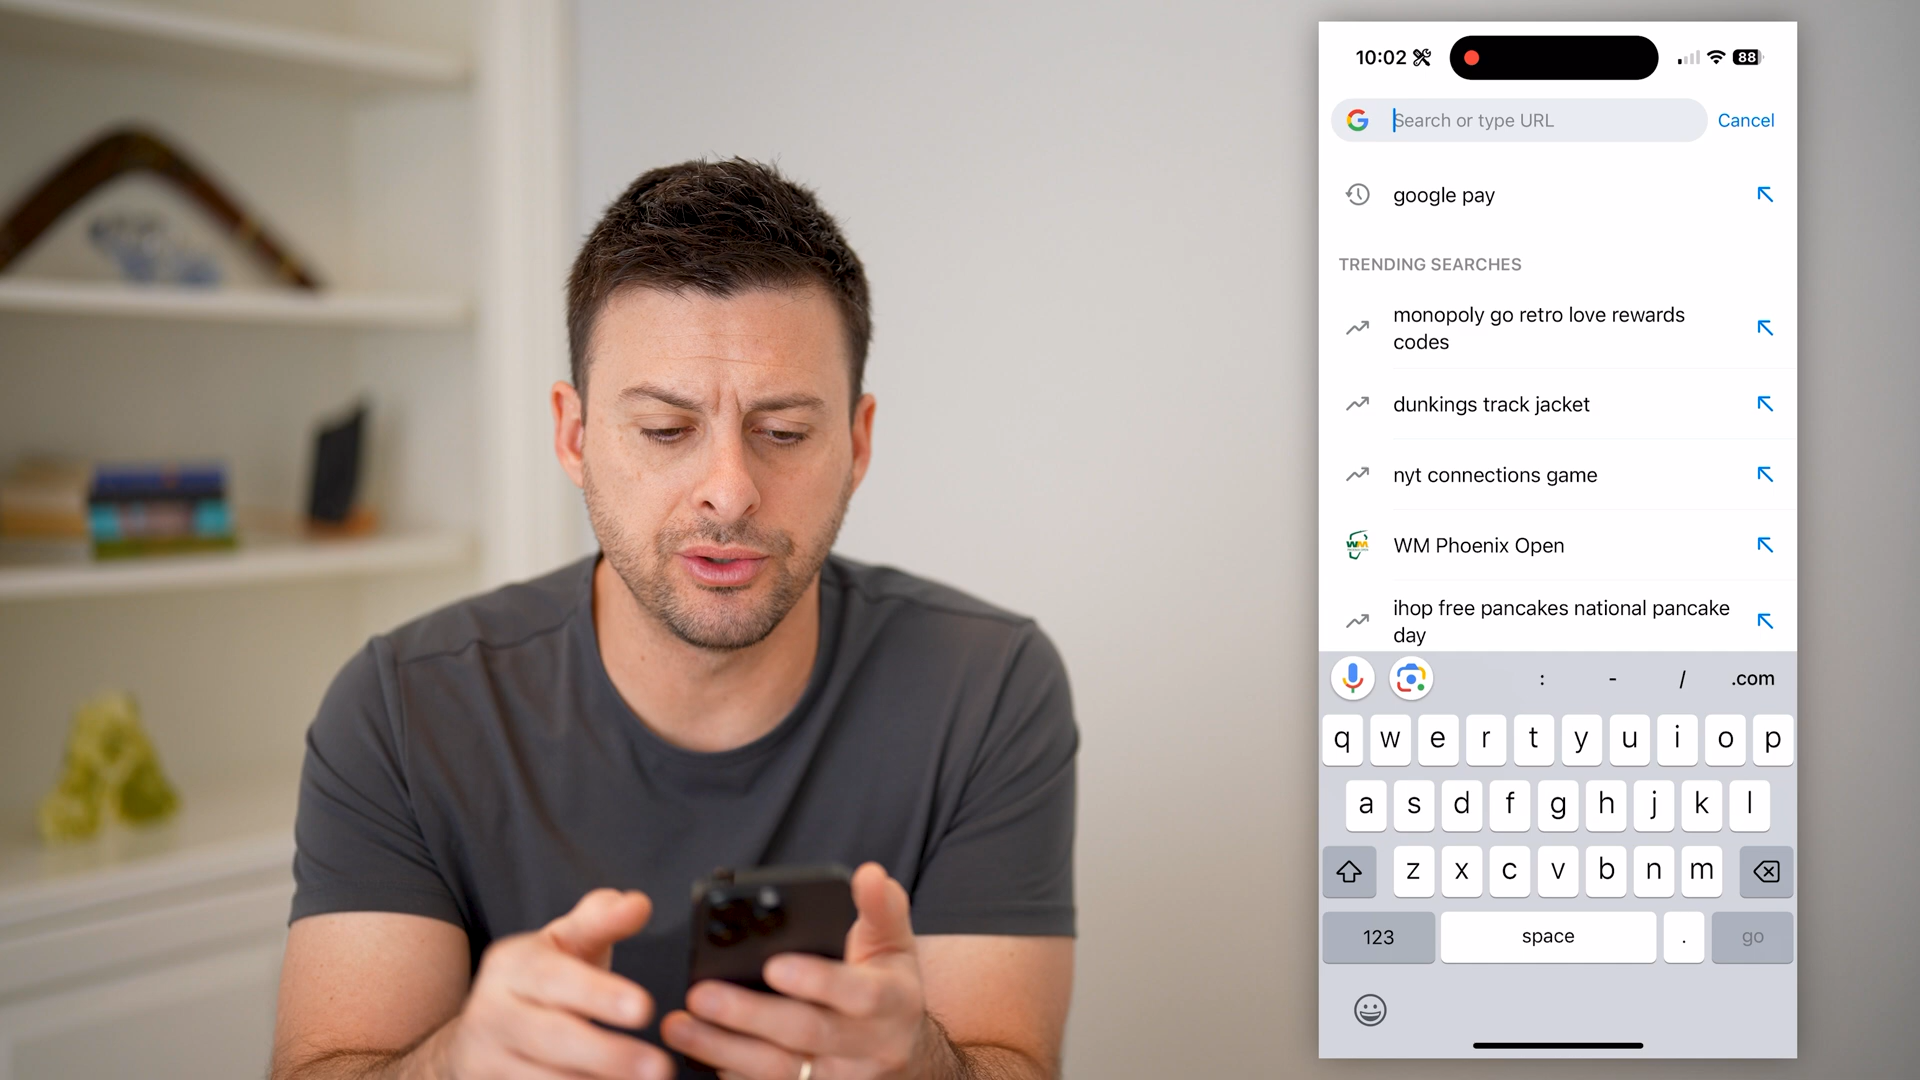 10:02
88
Search or type URL
Cancel
google pay
TRENDING SEARCHES
monopoly go retro love rewards
codes
dunkings track jacket
nyt connections game
WM Phoenix Open
ihop free pancakes national pancake
day
: - / .com
q w e r t y u i o p
a s d f g h j k l
z x c v b n m
123 space . go